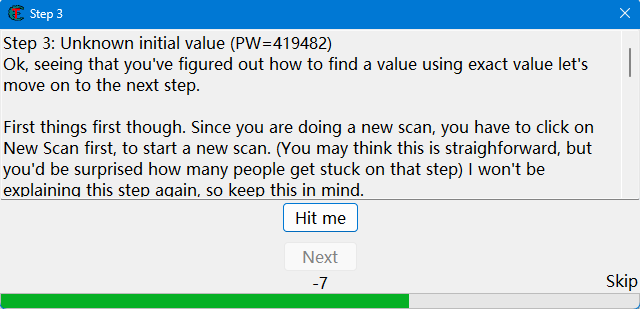 Step 3
Step 3: Unknown initial value (PW=419482)
Ok, seeing that you've figured out how to find a value using exact value let's
move on to the next step.
First things first though. Since you are doing a new scan, you have to click on
New Scan first, to start a new scan. (You may think this is straighforward, but
you'd be surprised how many people get stuck on that step) I won't be
explaining this step again, so keep this in mind.
Hit me
Next
-7
Skip